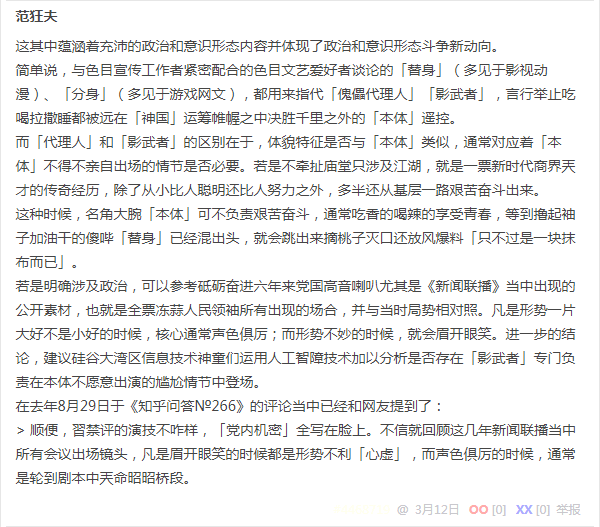 范狂夫
这其中蕴涵着充沛的政治和意识形态内容并体现了政治和意识形态斗争新动向。
简单说，与色目宣传工作者紧密配合的色目文艺爱好者谈论的「替身」（多见于影视动
漫）、「分身」（多见于游戏网文），都用来指代「傀儡代理人」「影武者」，言行举止吃
喝拉撒睡都被远在「神国」运筹帷幄之中决胜千里之外的「本体」遥控。
而「代理人」和「影武者」的区别在于，体貌特征是否与「本体」类似，通常对应着「本
体」不得不亲自出场的情节是否必要。若是不牵扯庙堂只涉及江湖，就是一票新时代商界天
才的传奇经历，除了从小比人聪明还比人努力之外，多半还从基层一路艰苦奋斗出来。
这种时候，名角大腕「本体」可不负责艰苦奋斗，通常吃香的喝辣的享受青春，等到撸起袖
子加油干的傻哔「替身」已经混出头，就会跳出来摘桃子灭口还放风爆料「只不过是一块抹
布而已」。
若是明确涉及政治，可以参考砥砺奋进六年来党国高音喇叭尤其是《新闻联播》当中出现的
公开素材，也就是全票冻蒜人民领袖所有出现的场合，并与当时局势相对照。凡是形势一片
大好不是小好的时候，核心通常声色俱厉；而形势不妙的时候，就会眉开眼笑。进一步的结
论，建议硅谷大湾区信息技术神童们运用人工智障技术加以分析是否存在「影武者」专门负
责在本体不愿意出演的尴尬情节中登场。
在去年8月29日于《知乎问答№266》的评论当中已经和网友提到了：
> 顺便，習禁评的演技不咋样，「党内机密」全写在脸上。不信就回顾这几年新闻联播当中
所有会议出场镜头，凡是眉开眼笑的时候都是形势不利「心虚」，而声色俱厉的时候，通常
是轮到剧本中天命昭昭桥段。
@ 3月12日 OO [0] XX [0] 举报